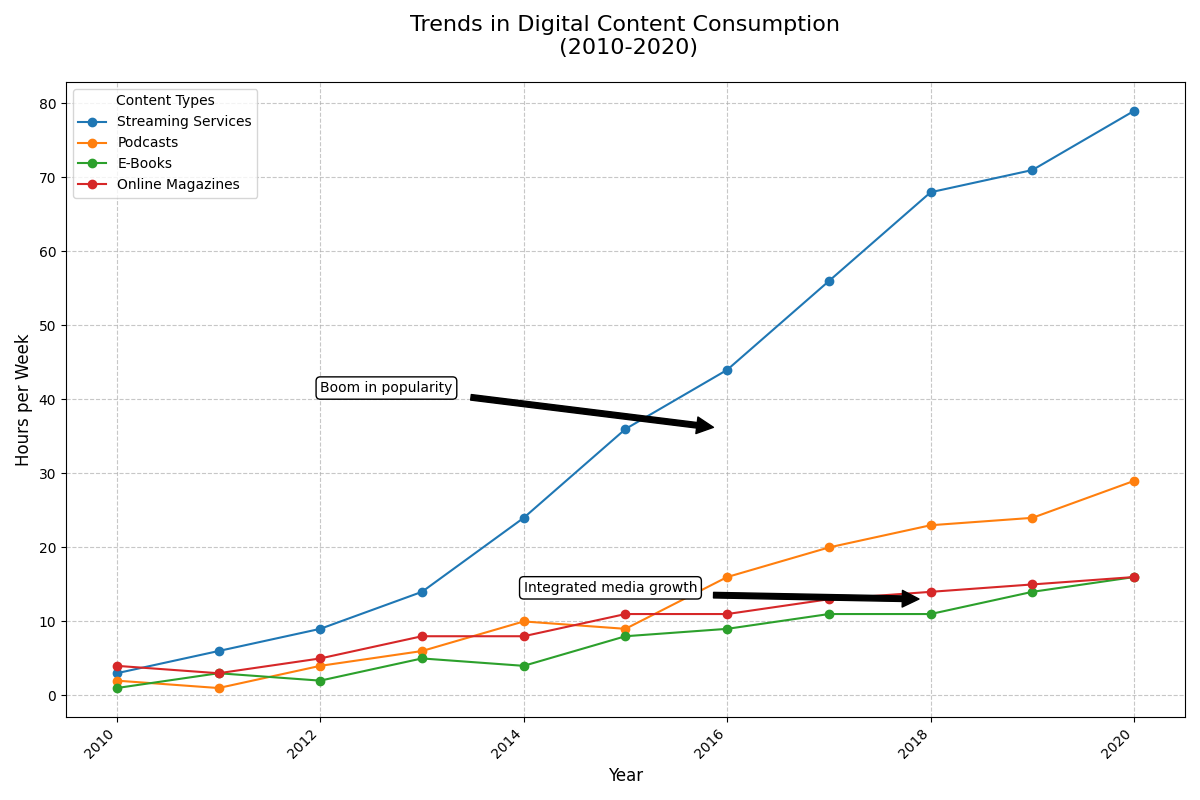 Trends in Digital Content Consumption
(2010-2020)
Content Types
Streaming Services
Podcasts
E-Books
Online Magazines
80
70
60
50
40
30
20
10
0
Hours per Week
Boom in popularity
Integrated media growth
2010
2012
2014
2016
2018
2020
Year